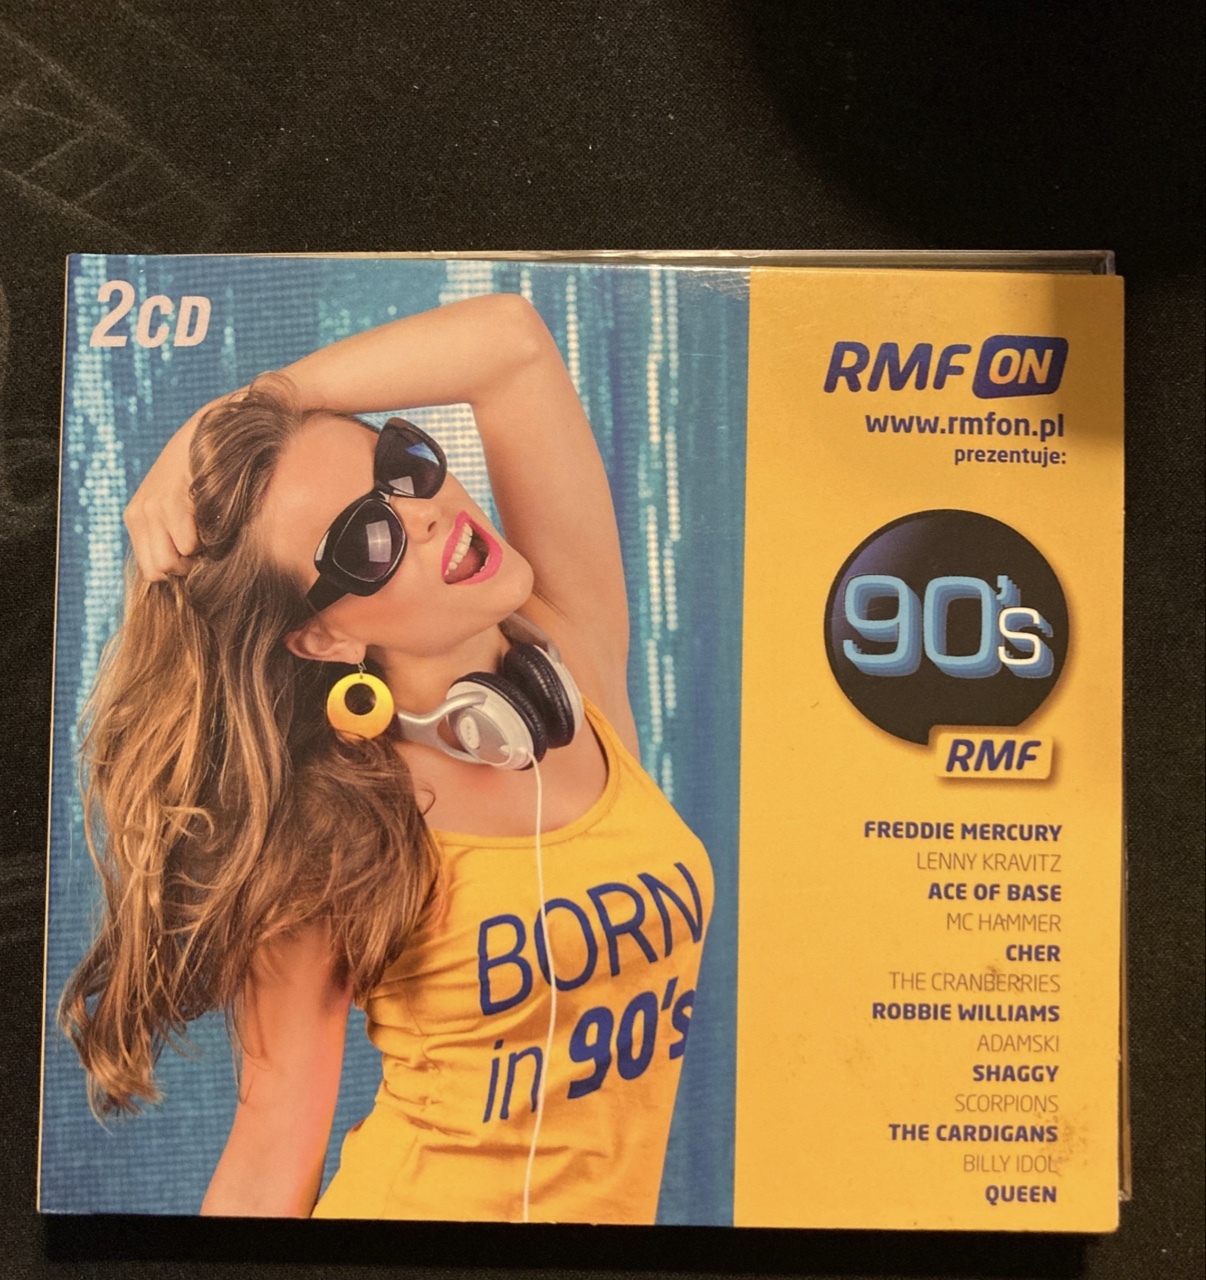 2CD
RMF ON
www.rmfon.pl
prezentuje:
90's
RMF
FREDDIE MERCURY
LENNY KRAVITZ
ACE OF BASE
MC HAMMER
CHER
THE CRANBERRIES
ROBBIE WILLIAMS
ADAMSKI
SHAGGY
SCORPIONS
THE CARDIGANS
BILLY IDOL
QUEEN
BORN
in 90's